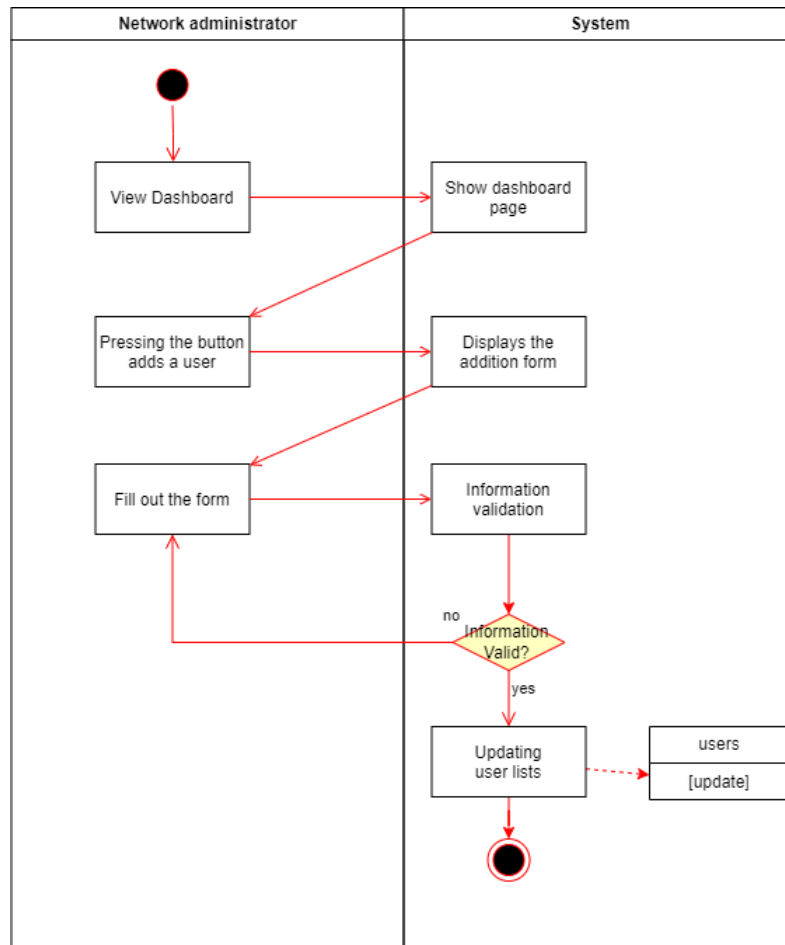 Network administrator
System
View Dashboard
Show dashboard
page
Pressing the button
adds a user
Displays the
addition form
Fill out the form
Information
validation
no
Information
Valid?
yes
Updating
user lists
users
[update]